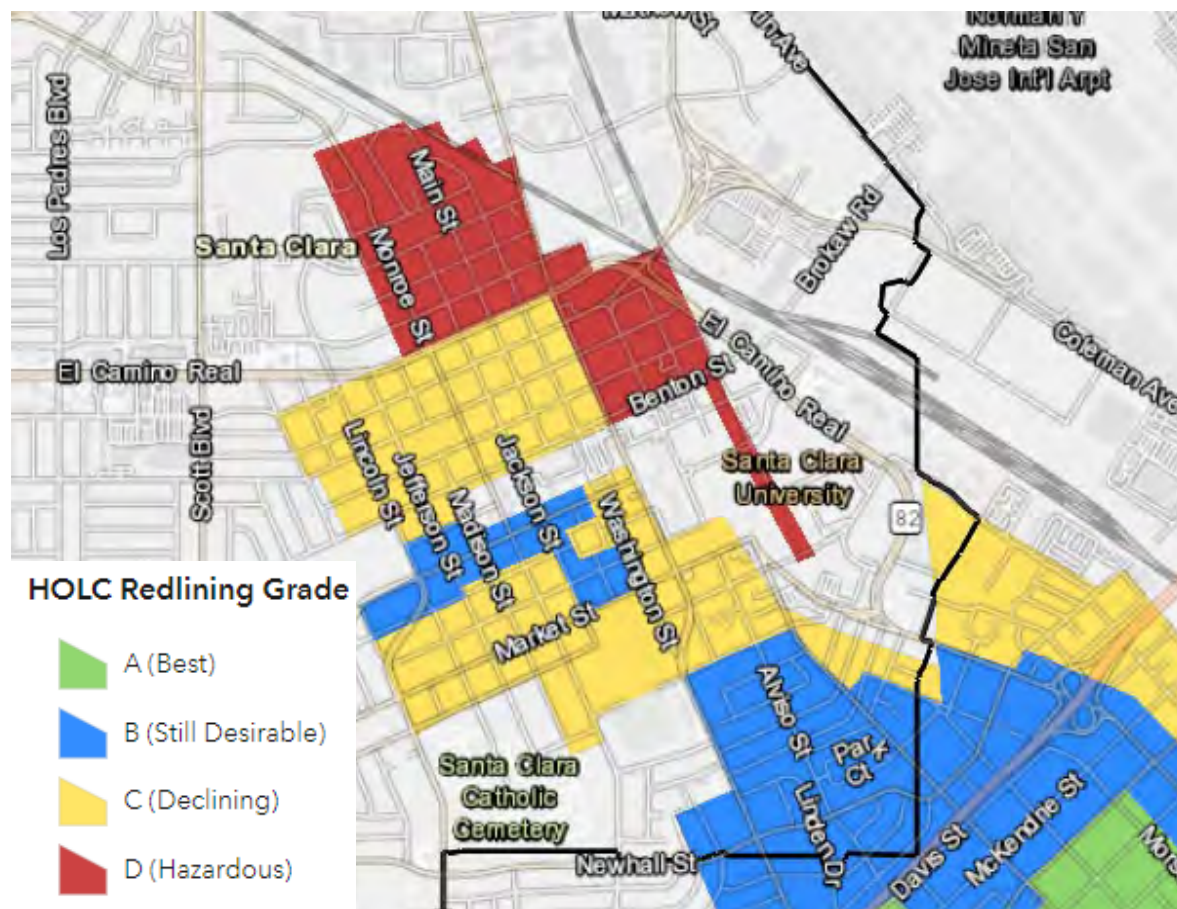 St
Ave
Norman Y
Mineta San
Jose Int'l Arpt
Los Padres Blvd
Main St
Brokaw Rd
Santa Clara
Monroe St
El Camino Real
Coleman Ave
El Camino Real
Benton St
Scott Blvd
Lincoln St
Jefferson St
Madison St
Jackson St
Washington St
Santa Clara
University
82
Market St
HOLC Redlining Grade
A (Best)
B (Still Desirable)
C (Declining)
D (Hazardous)
Alviso St
Park
Ct
Linden Dr
Santa Clara
Catholic
Cemetery
Newhall St
Davis St
McKendrie St